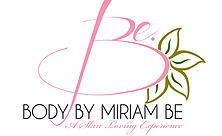 Be.
BODY BY MIRIAM BE
A Skin Loving Experience